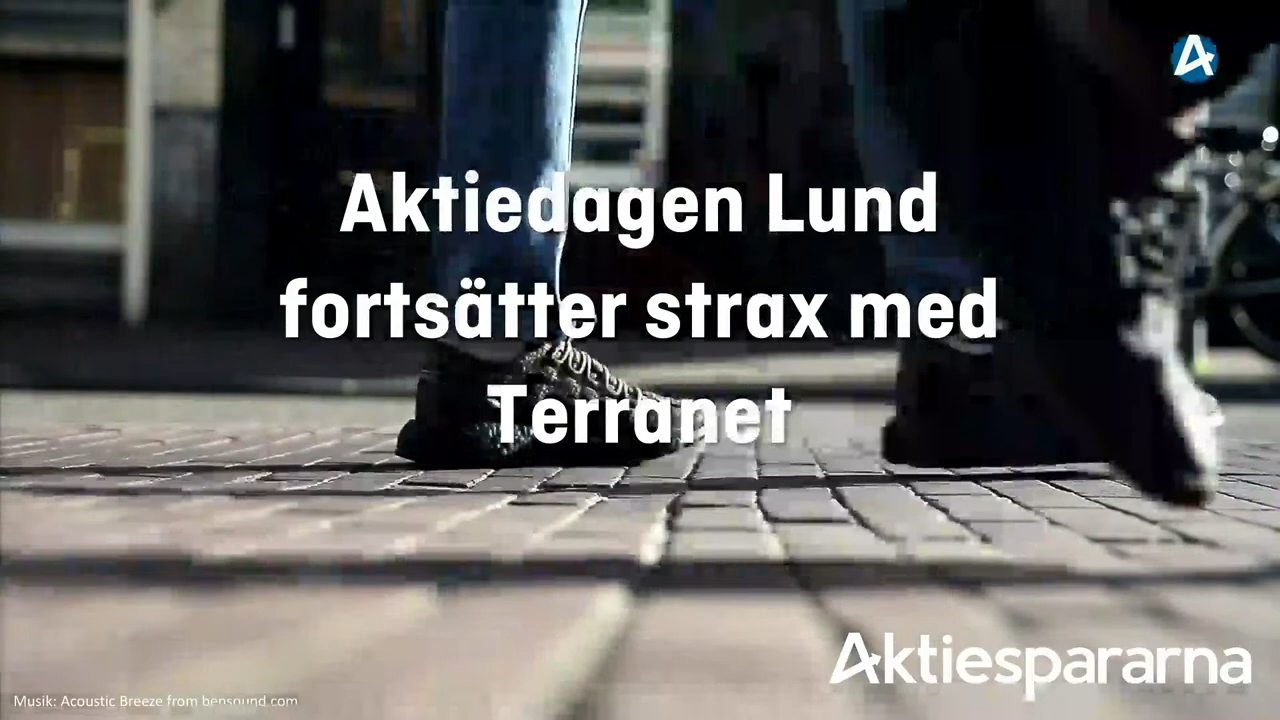 Aktiedagen Lund
fortsätter strax med
Terranet
Aktiespararna
Musik: Acoustic Breeze from bensound.com